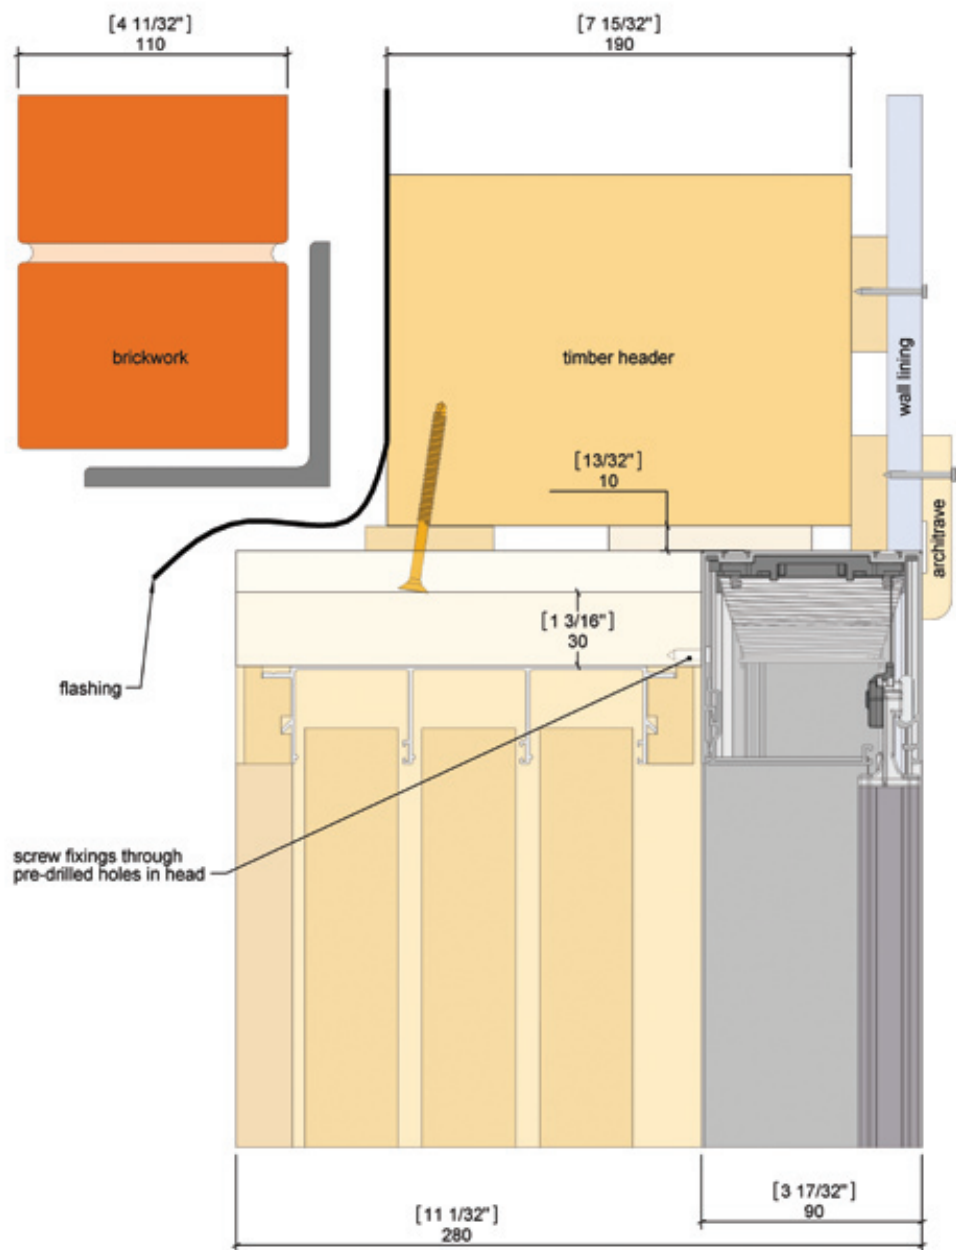 [4 11/32"]
110
[7 15/32"]
190
brickwork
timber header
wall lining
[13/32"]
10
architrave
[1 3/16"]
30
flashing
screw fixings through
pre-drilled holes in head
[3 17/32"]
90
[11 1/32"]
280